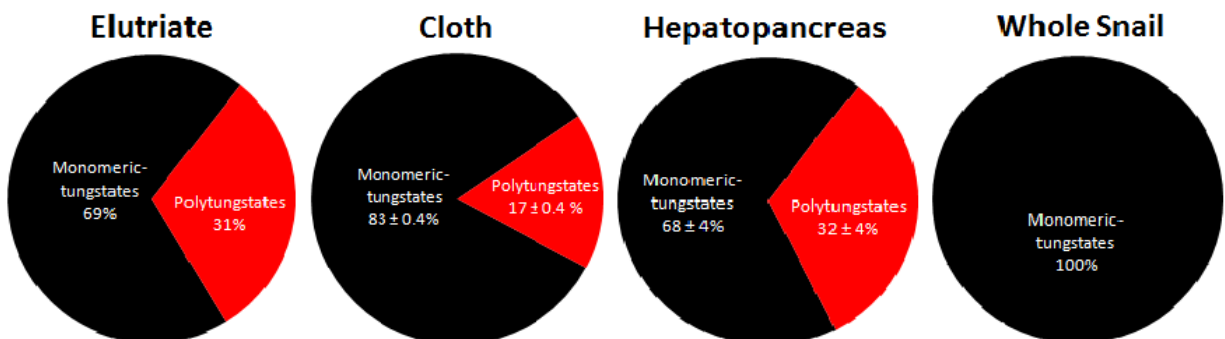 Elutriate
Monomeric-
tungstates
69%
Polytungstates
31%
Cloth
Monomeric-
tungstates
83 ± 0.4%
Polytungstates
17 ± 0.4 %
Hepatopancreas
Monomeric-
tungstates
68 ± 4%
Polytungstates
32 ± 4%
Whole Snail
Monomeric-
tungstates
100%